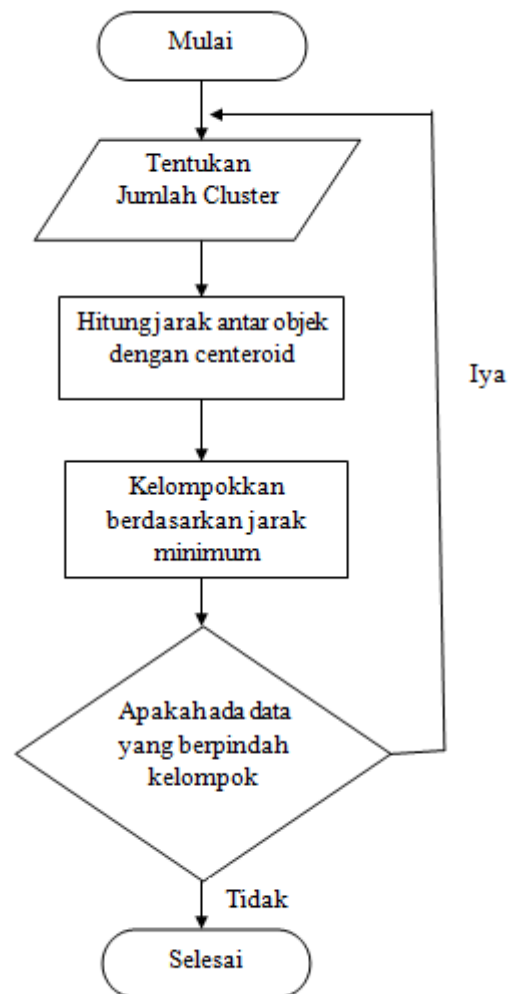 Mulai
Tentukan
Jumlah Cluster
Hitung jarak antar objek
dengan centeroid
Iya
Kelompokkan
berdasarkan jarak
minimum
Apakah ada data
yang berpindah
kelompok
Tidak
Selesai